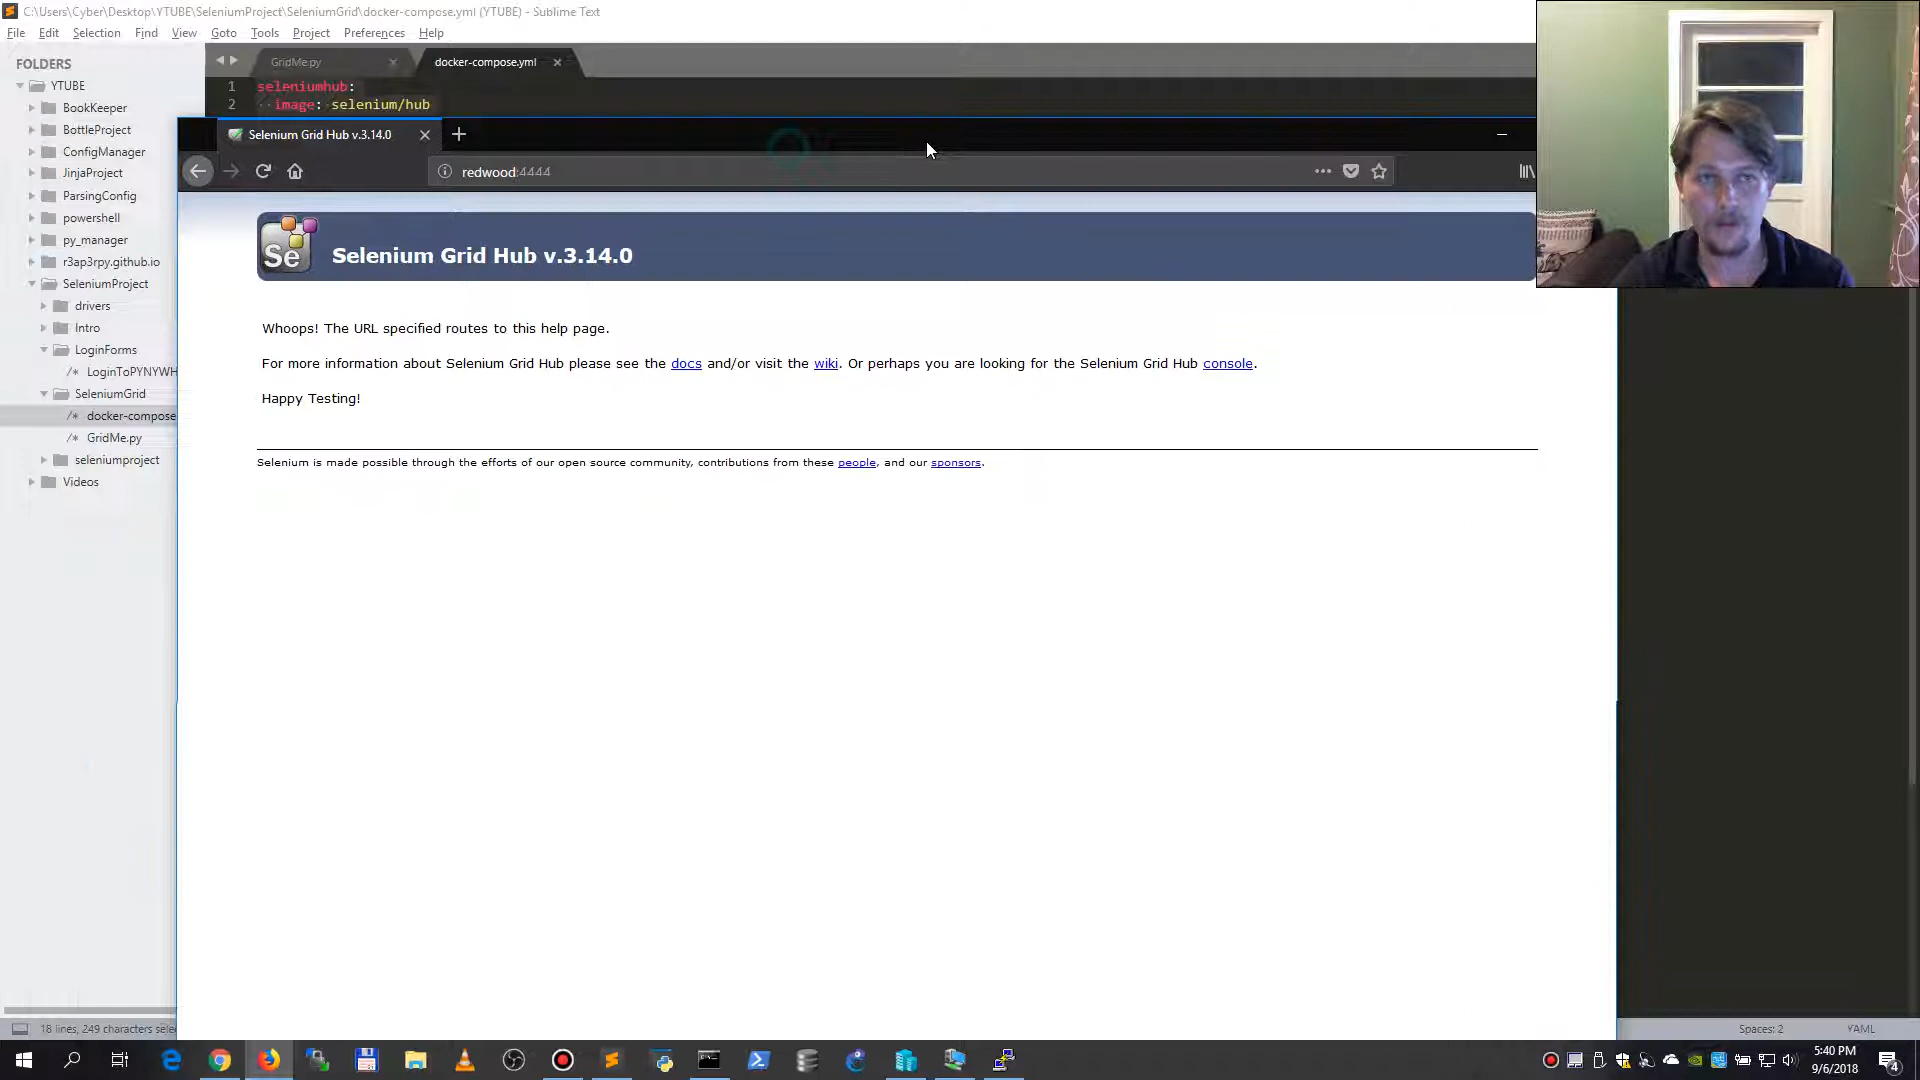 C:\Users\Cyber\Desktop\YTUBE\SeleniumProject\SeleniumGrid\docker-compose.yml (YTUBE) - Sublime Text
File Edit Selection Find View Goto Tools Project Preferences Help
FOLDERS
YTUBE
BookKeeper
BottleProject
ConfigManager
JinjaProject
ParsingConfig
powershell
py_manager
r3ap3rpy.github.io
SeleniumProject
drivers
Intro
LoginForms
/* LoginToPYNYWH
SeleniumGrid
/* docker-compose
/* GridMe.py
seleniumproject
Videos
GridMe.py
docker-compose.yml
1 seleniumhub:
2 image: selenium/hub
Selenium Grid Hub v.3.14.0
redwood:4444
Se
Selenium Grid Hub v.3.14.0
Whoops! The URL specified routes to this help page.
For more information about Selenium Grid Hub please see the docs and/or visit the wiki. Or perhaps you are looking for the Selenium Grid Hub console.
Happy Testing!
Selenium is made possible through the efforts of our open source community, contributions from these people, and our sponsors.
18 lines, 249 characters sele
Spaces: 2
YAML
5:40 PM
9/6/2018
4